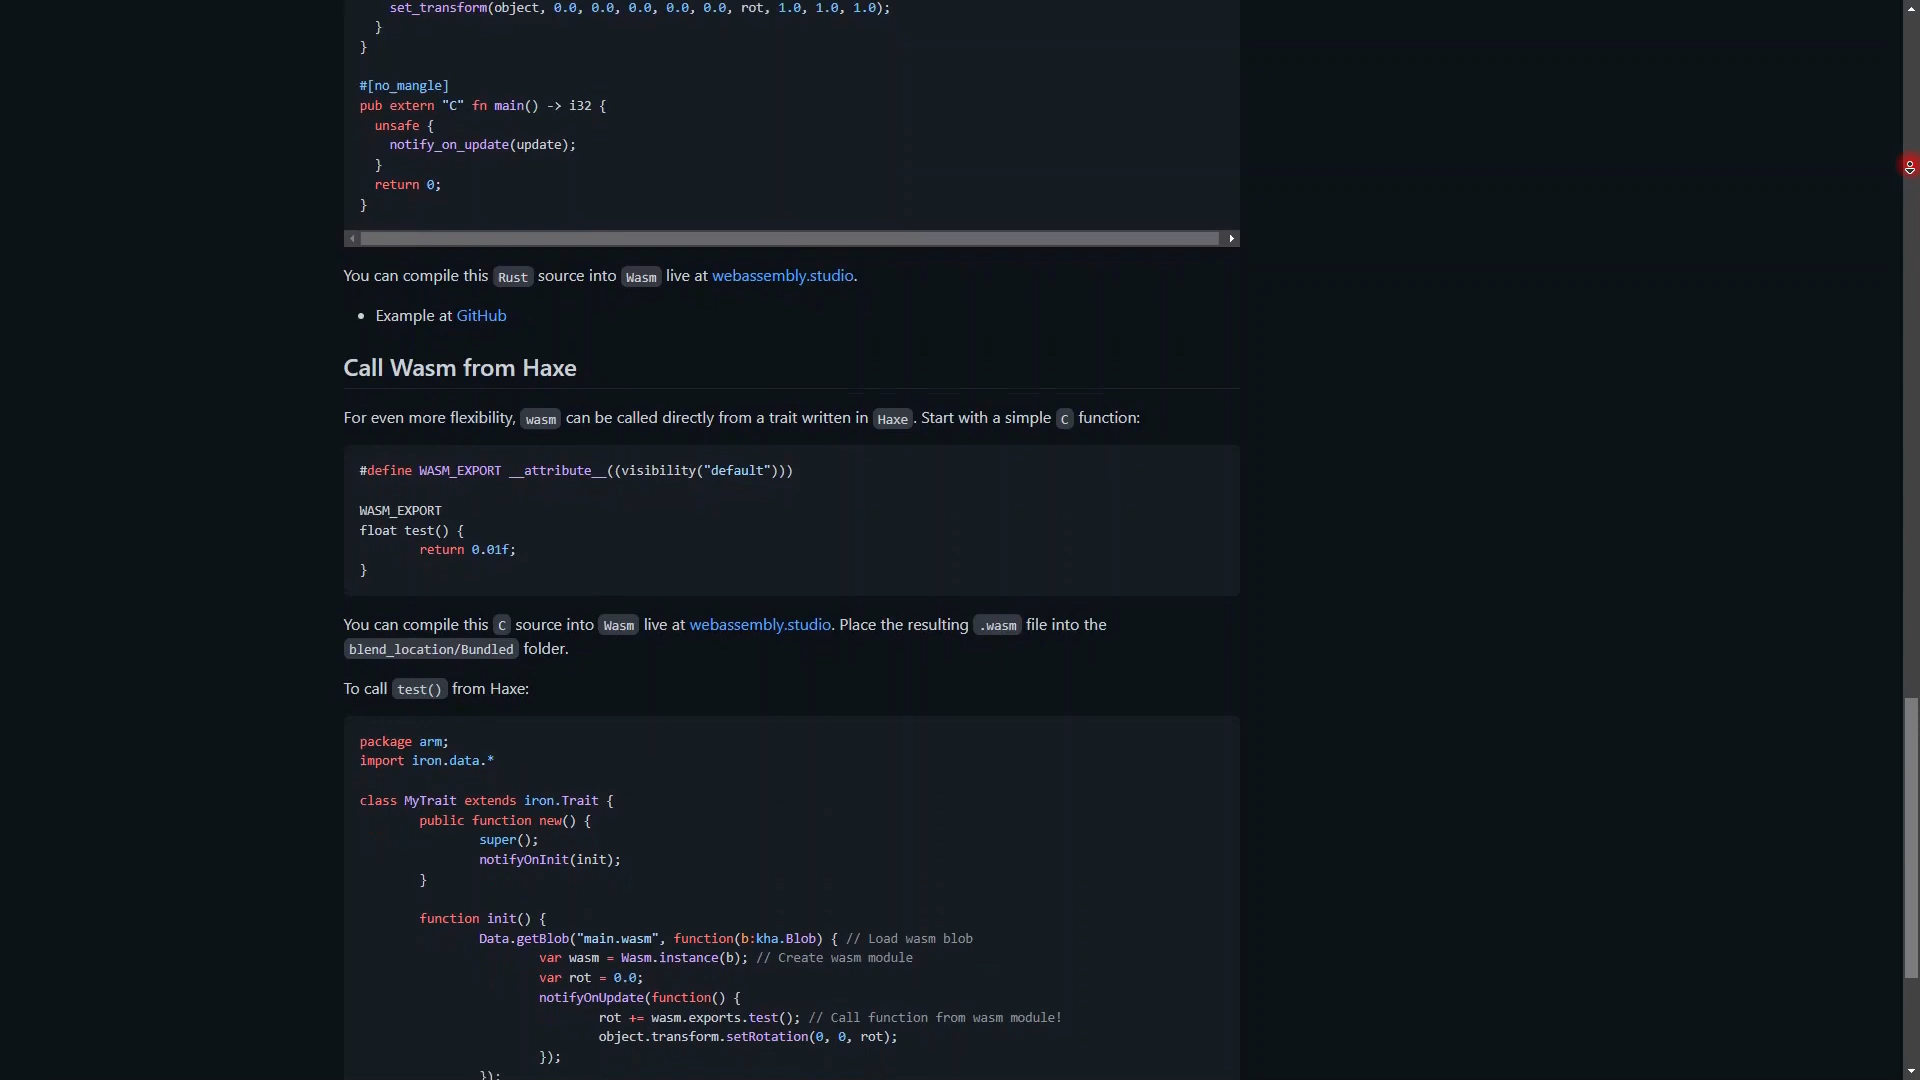 set_transform(object, 0.0, 0.0, 0.0, 0.0, 0.0, rot, 1.0, 1.0, 1.0);
}
}
#[no_mangle]
pub extern "C" fn main() -> i32 {
unsafe {
notify_on_update(update);
}
return 0;
}
You can compile this Rust source into Wasm live at webassembly.studio.
• Example at GitHub
Call Wasm from Haxe
For even more flexibility, wasm can be called directly from a trait written in Haxe. Start with a simple C function:
#define WASM_EXPORT __attribute__((visibility("default")))
WASM_EXPORT
float test() {
return 0.01f;
}
You can compile this C source into Wasm live at webassembly.studio. Place the resulting .wasm file into the
blend_location/Bundled folder.
To call test() from Haxe:
package arm;
import iron.data.*
class MyTrait extends iron.Trait {
public function new() {
super();
notifyOnInit(init);
}
function init() {
Data.getBlob("main.wasm", function(b:kha.Blob) { // Load wasm blob
var wasm = Wasm.instance(b); // Create wasm module
var rot = 0.0;
notifyOnUpdate(function() {
rot += wasm.exports.test(); // Call function from wasm module!
object.transform.setRotation(0, 0, rot);
});
});